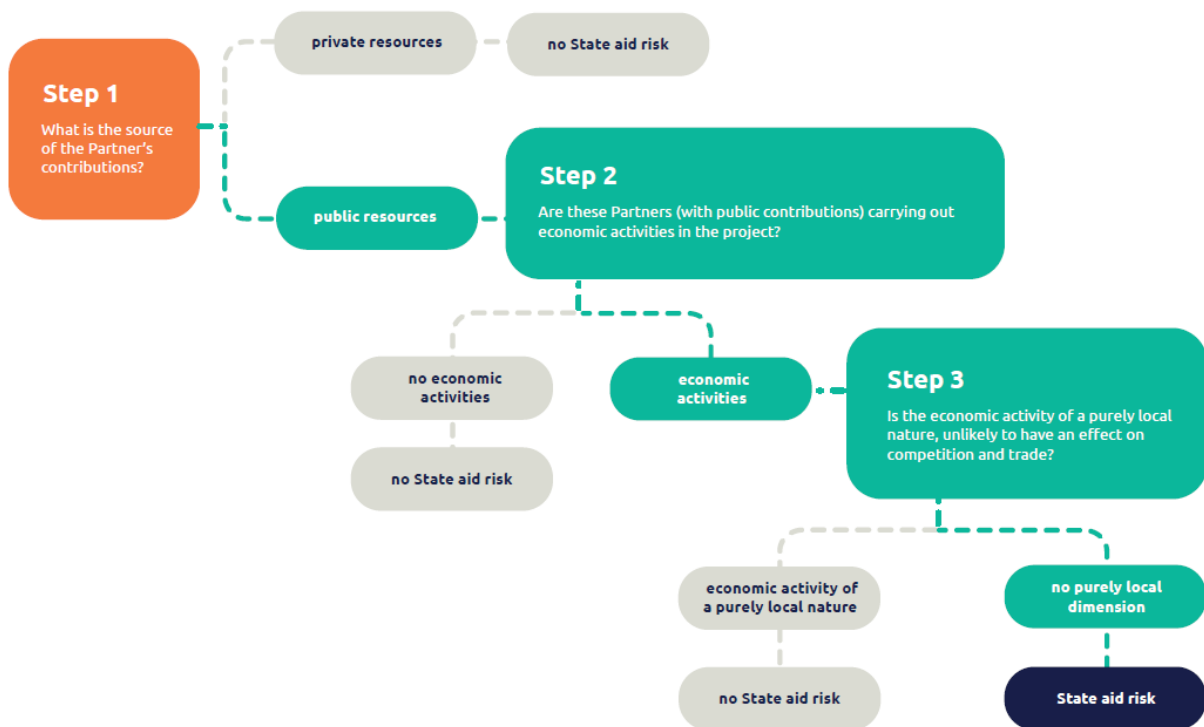 private resources
no State aid risk
Step 1
What is the source
of the Partner's
contributions?
public resources
Step 2
Are these Partners (with public contributions) carrying out
economic activities in the project?
no economic
activities
no State aid risk
economic
activities
Step 3
Is the economic activity of a purely local
nature, unlikely to have an effect on
competition and trade?
economic activity of
a purely local nature
no State aid risk
no purely local
dimension
State aid risk